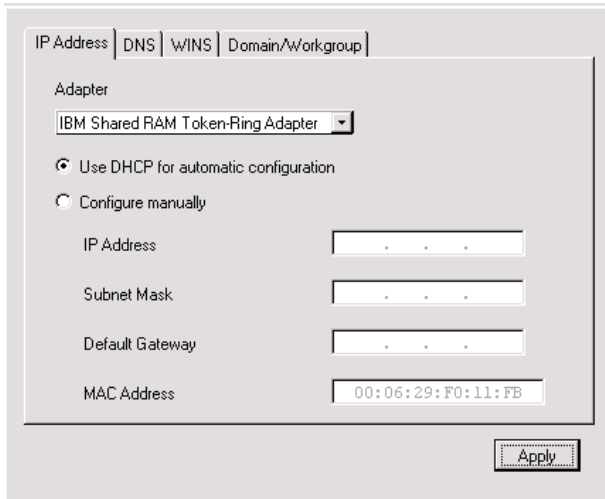 IP Address DNS WINS Domain/Workgroup
Adapter
IBM Shared RAM Token-Ring Adapter
Use DHCP for automatic configuration
Configure manually
IP Address . . .
Subnet Mask . . .
Default Gateway . . .
MAC Address 00:06:29:F0:11:FB
Apply